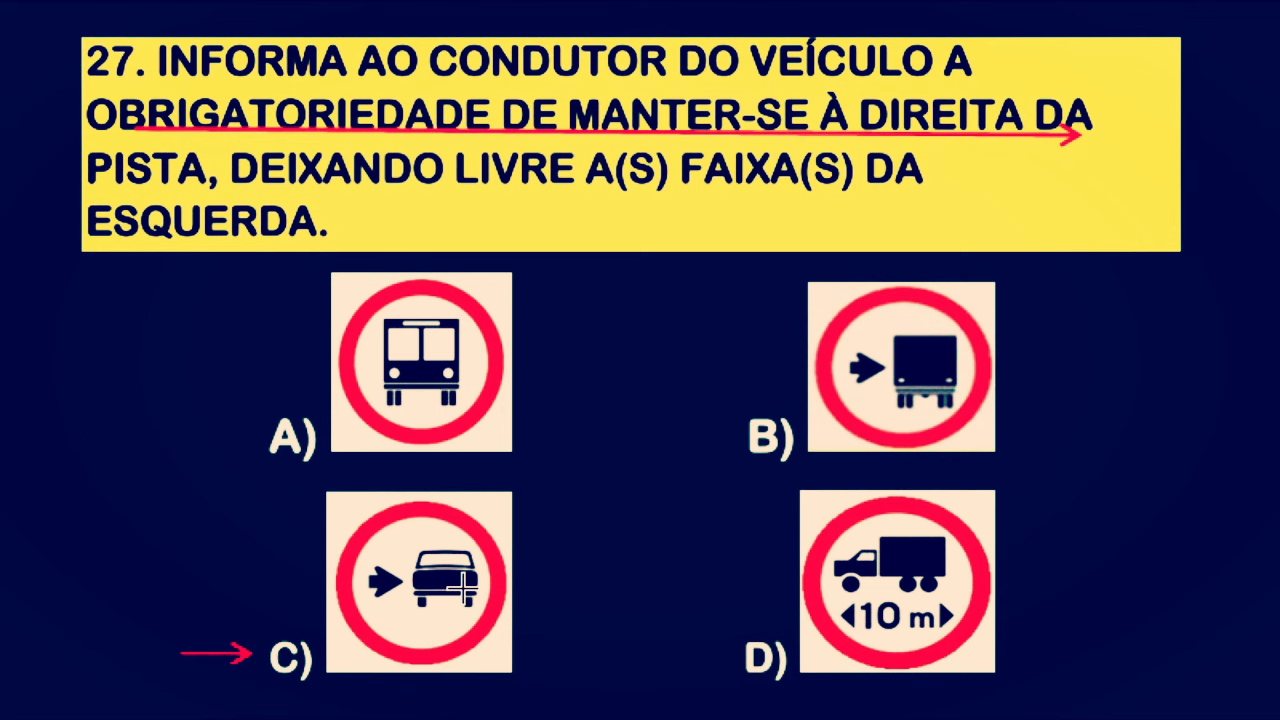 27. INFORMA AO CONDUTOR DO VEÍCULO A
OBRIGATORIEDADE DE MANTER-SE À DIREITA DA
PISTA, DEIXANDO LIVRE A(S) FAIXA(S) DA
ESQUERDA.
A)
B)
C)
10 m
D)